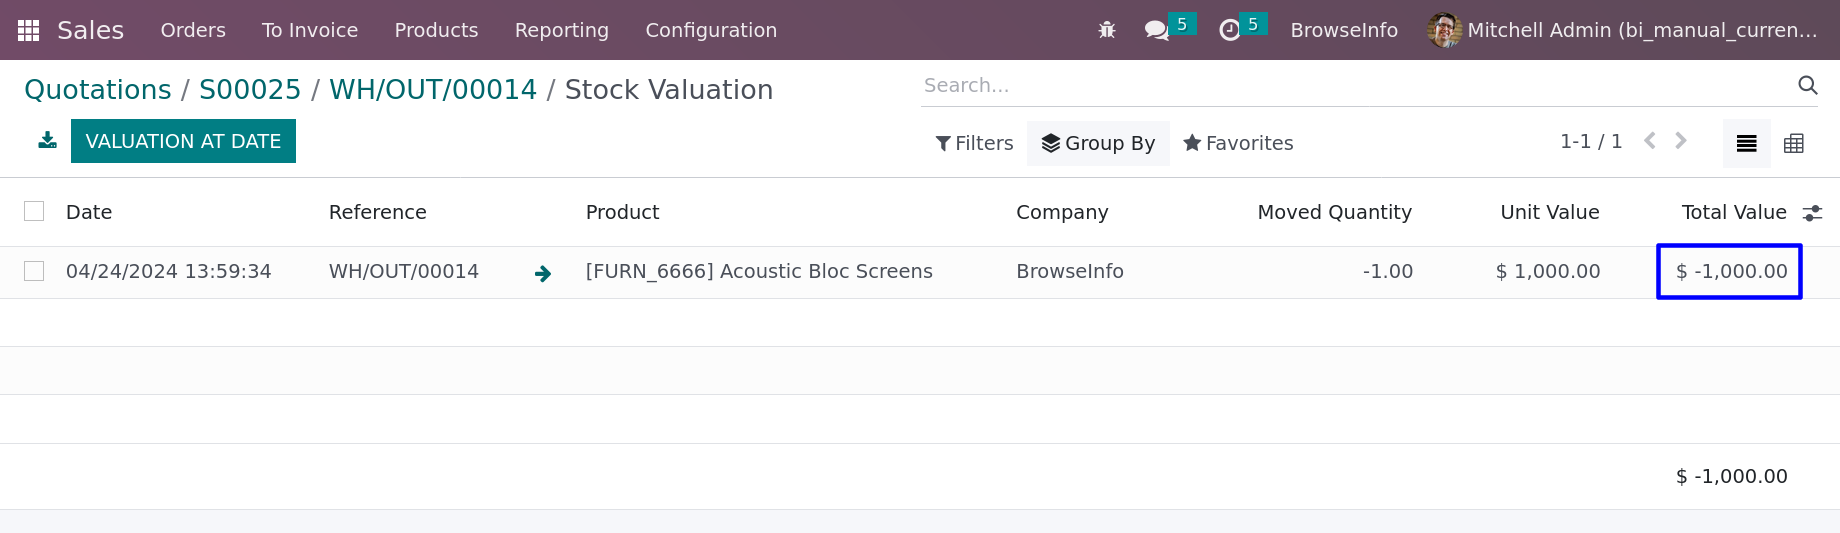 Sales Orders To Invoice Products Reporting Configuration 5 5 BrowseInfo Mitchell Admin (bi_manual_curren...
Quotations / S00025 / WH/OUT/00014 / Stock Valuation Search...
VALUATION AT DATE Filters Group By Favorites 1-1 / 1
Date Reference Product Company Moved Quantity Unit Value Total Value
04/24/2024 13:59:34 WH/OUT/00014 [FURN_6666] Acoustic Bloc Screens BrowseInfo -1.00 $ 1,000.00 $ -1,000.00
$ -1,000.00